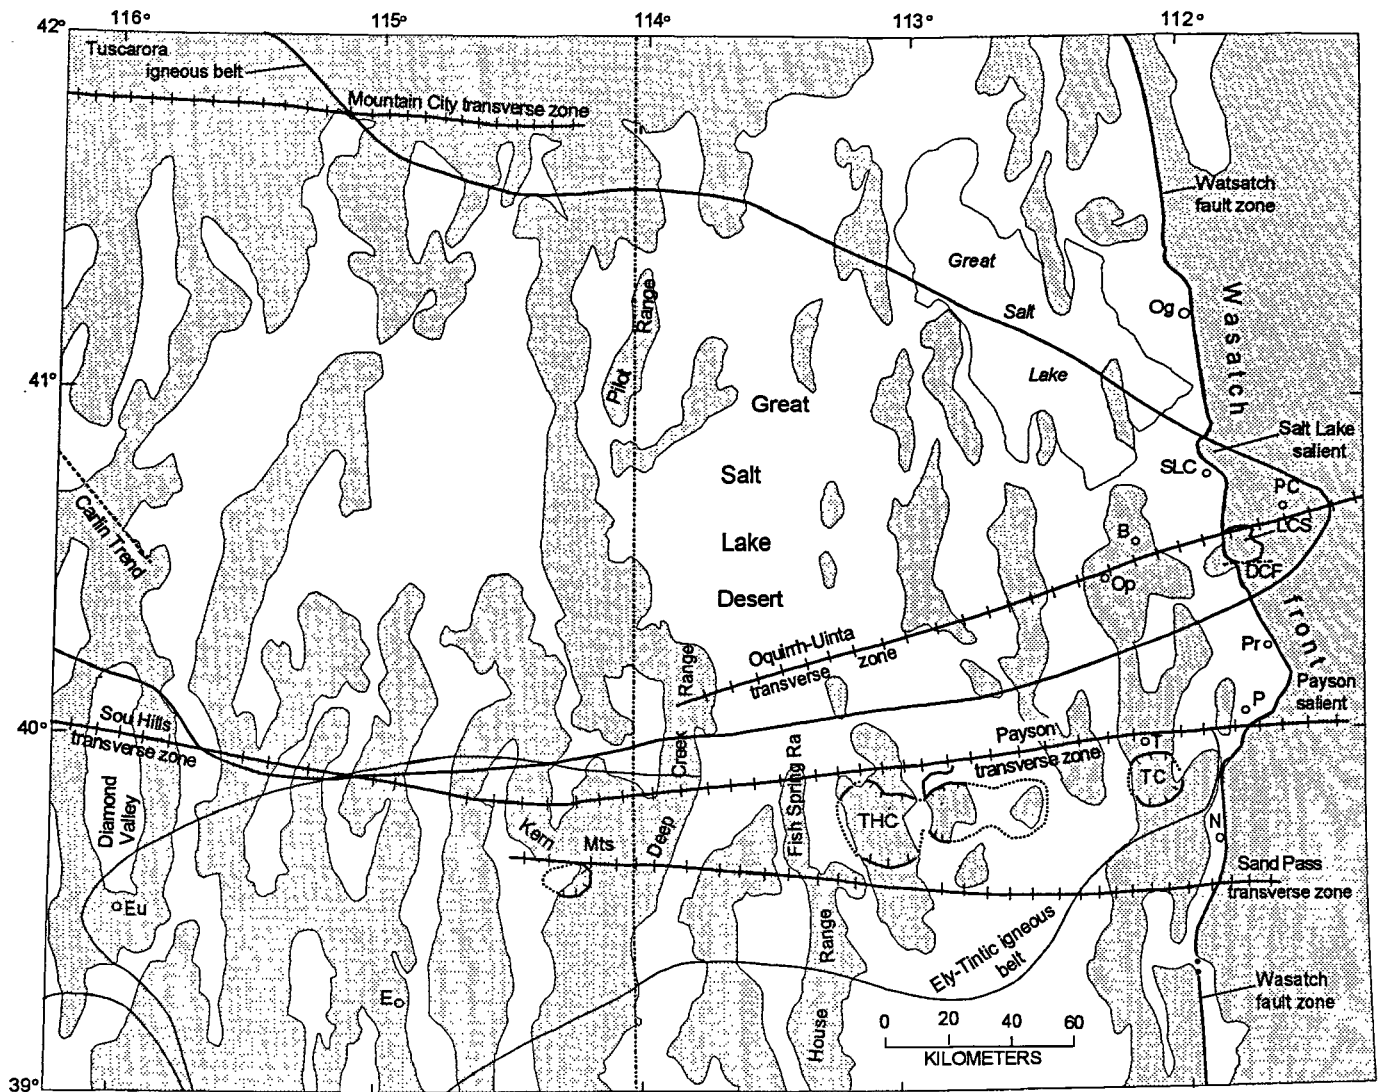 116° 115° 114° 113° 112°
42°
Tuscarora
igneous belt
Mountain City transverse zone
Watsatch
fault zone
Great
Salt
Lake
Og
Wasatch
Pilot Range
41°
Great
Salt
Lake
Desert
Salt Lake
salient
SLC
PC
LCS
B
DCF
Op
Carlin Trend
Oquirrh-Uinta
transverse zone
front
Pr
Payson
salient
P
40°
Sou Hills
transverse zone
Payson
transverse zone
T
TC
Diamond
Valley
Deep Creek Range
Fish Spring Ra
THC
Kern Mts
N
Sand Pass
transverse zone
Eu
Ely-Tintic igneous
belt
E
House Range
Wasatch
fault zone
0 20 40 60
KILOMETERS
39°